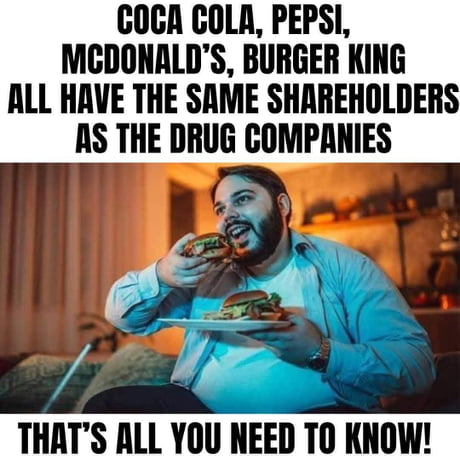 COCA COLA, PEPSI,
MCDONALD'S, BURGER KING
ALL HAVE THE SAME SHAREHOLDERS
AS THE DRUG COMPANIES
THAT'S ALL YOU NEED TO KNOW!